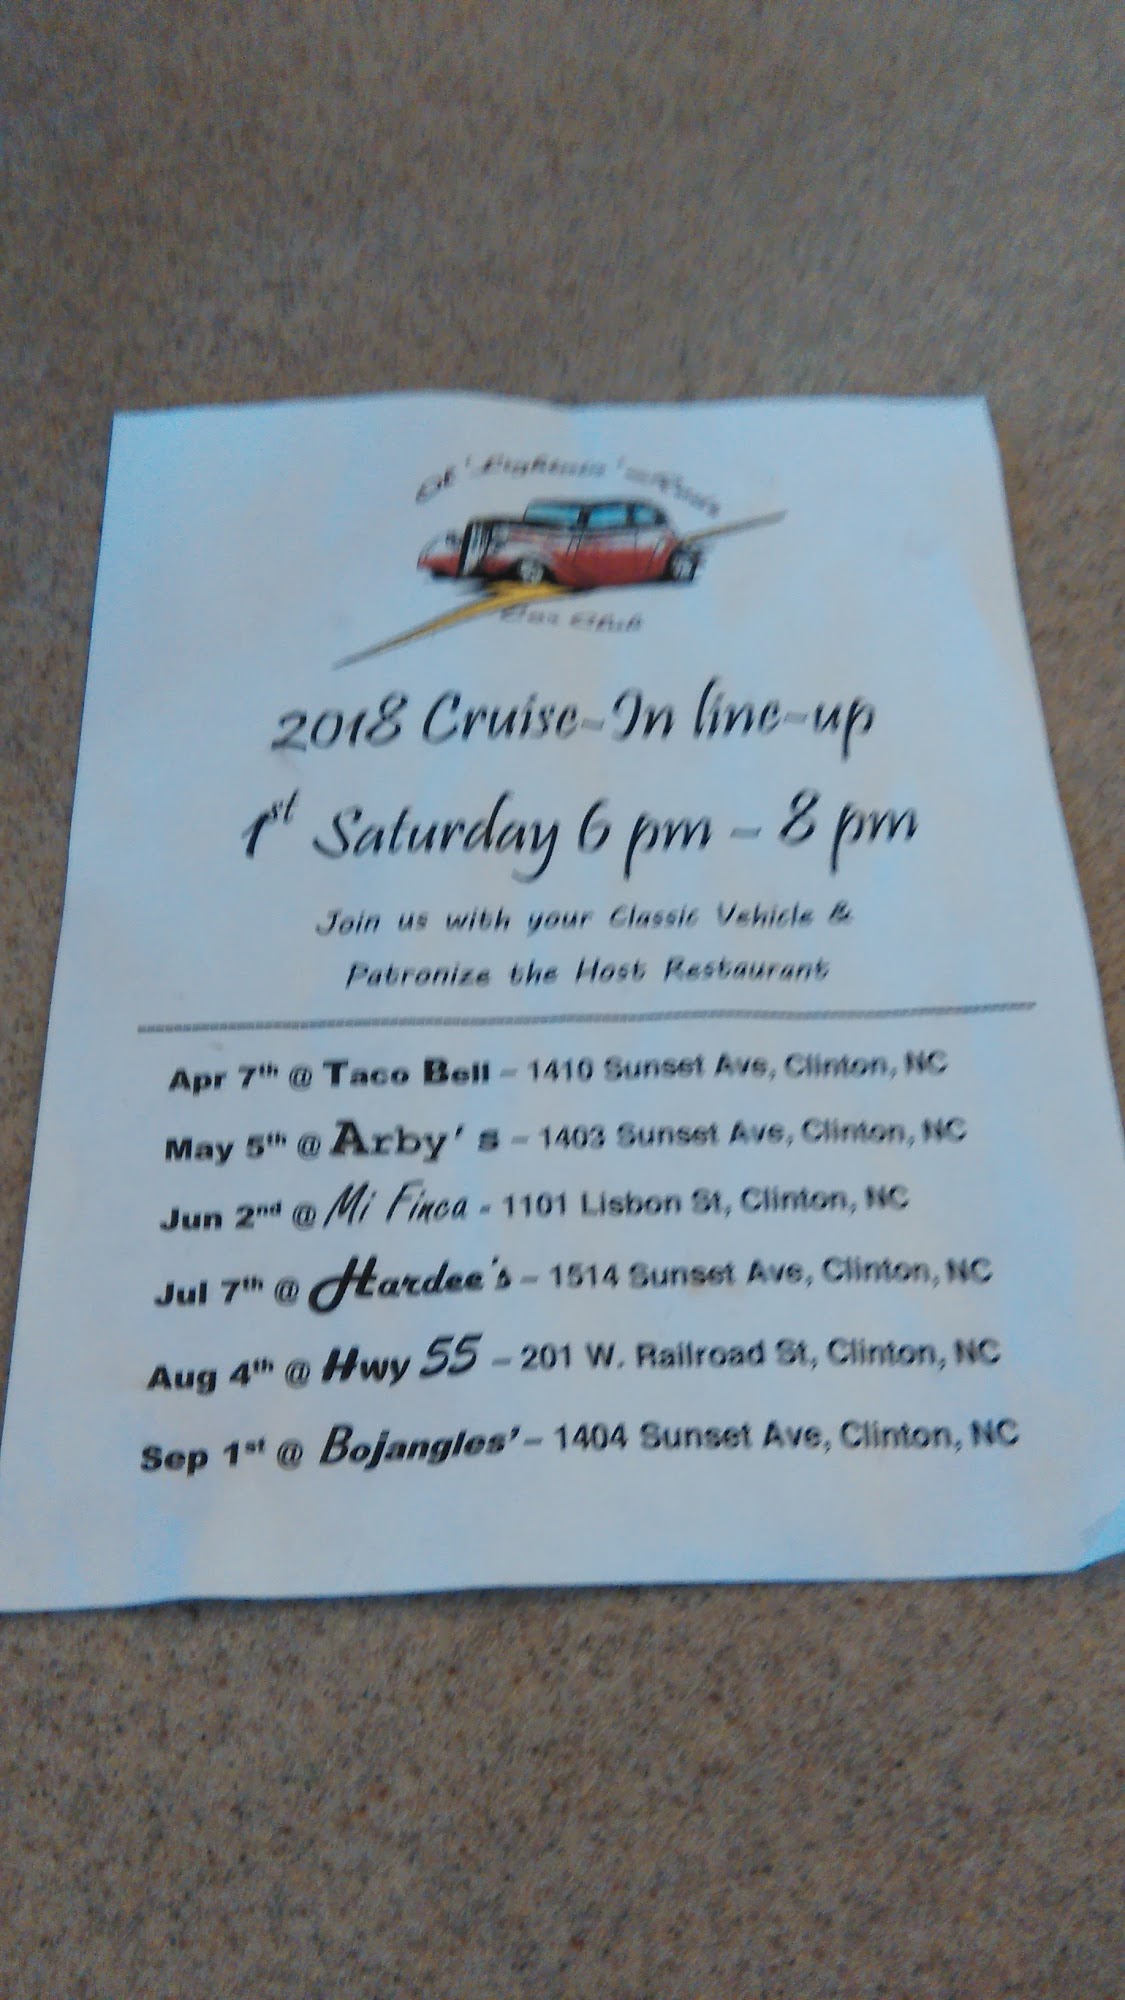 Car Club
2018 Cruise-In line-up
1st Saturday 6 pm - 8 pm
Join us with your Classic Vehicle &
Patronize the Host Restaurant
Apr 7th @ Taco Bell – 1410 Sunset Ave, Clinton, NC
May 5th @ Arby's – 1403 Sunset Ave, Clinton, NC
Jun 2nd @ Mi Finca - 1101 Lisbon St, Clinton, NC
Jul 7th @ Hardee's – 1514 Sunset Ave, Clinton, NC
Aug 4th @ Hwy 55 – 201 W. Railroad St, Clinton, NC
Sep 1st @ Bojangles' – 1404 Sunset Ave, Clinton, NC